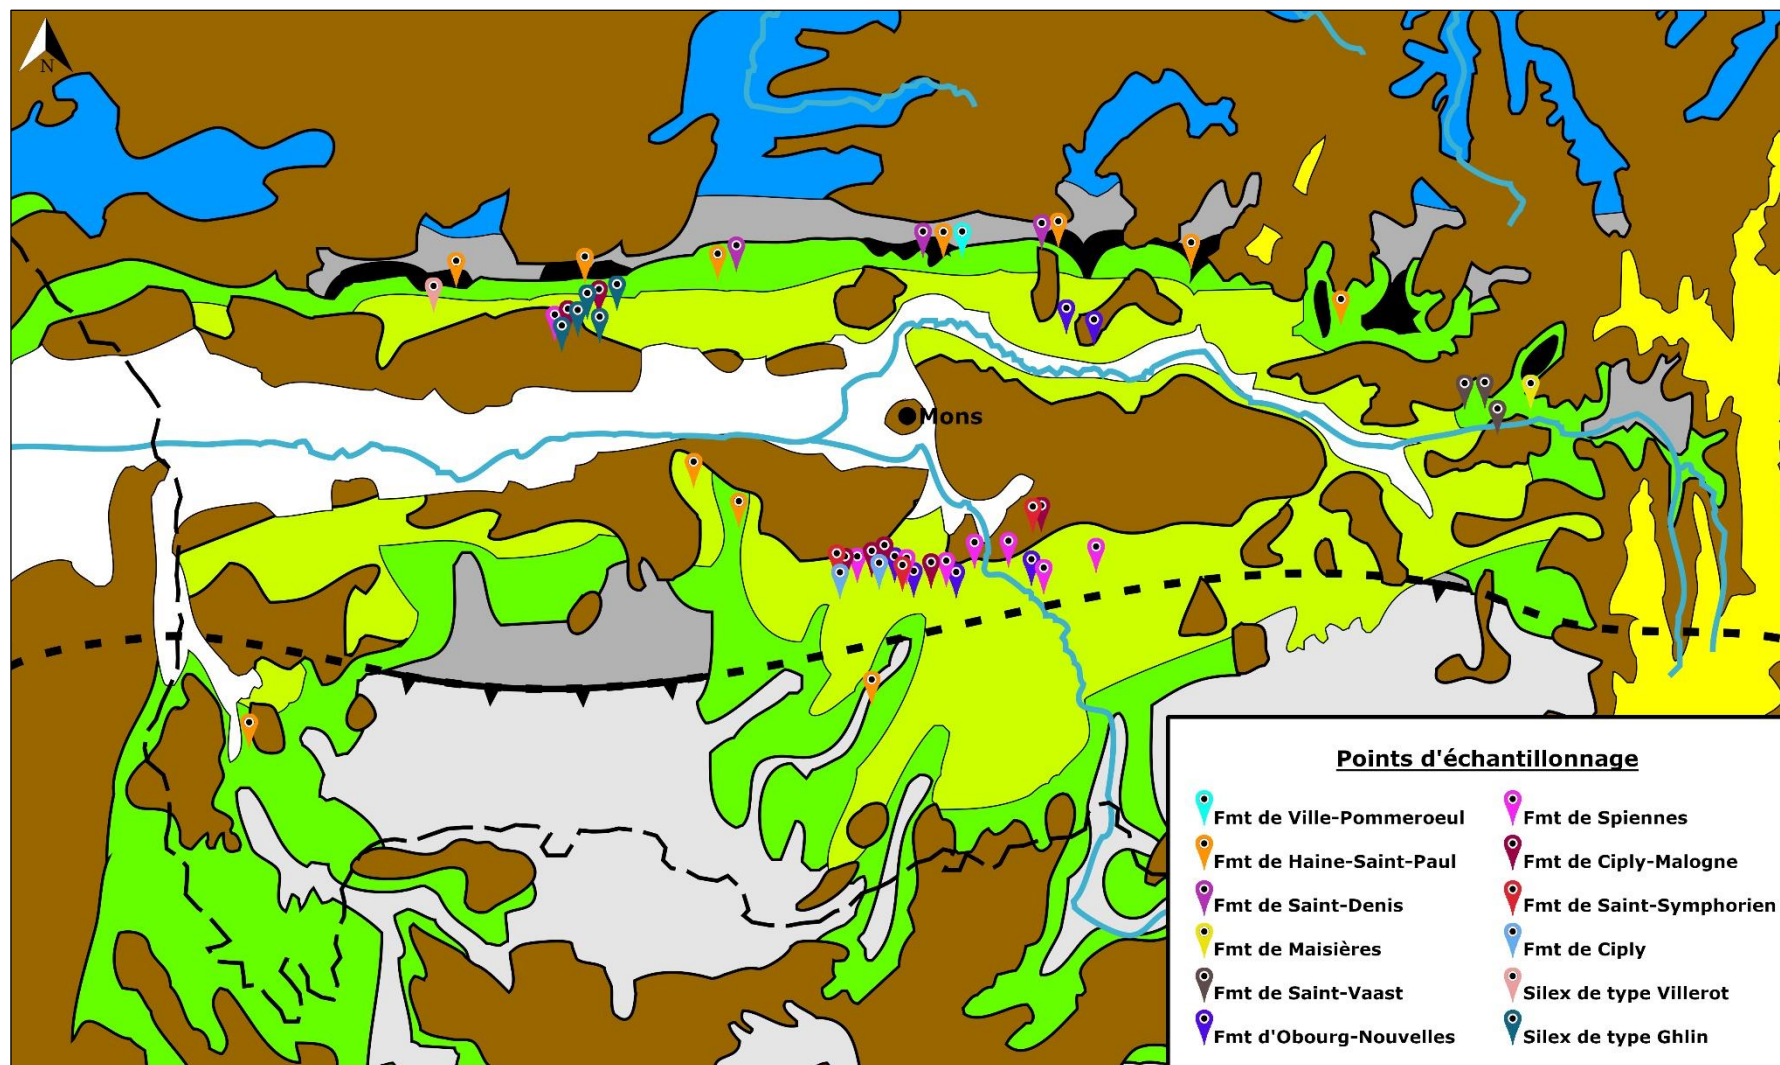 N
Mons
Points d'échantillonnage
Fmt de Ville-Pommeroeul
Fmt de Haine-Saint-Paul
Fmt de Saint-Denis
Fmt de Maisières
Fmt de Saint-Vaast
Fmt d'Obourg-Nouvelles
Fmt de Spiennes
Fmt de Ciply-Malogne
Fmt de Saint-Symphorien
Fmt de Ciply
Silex de type Villerot
Silex de type Ghlin